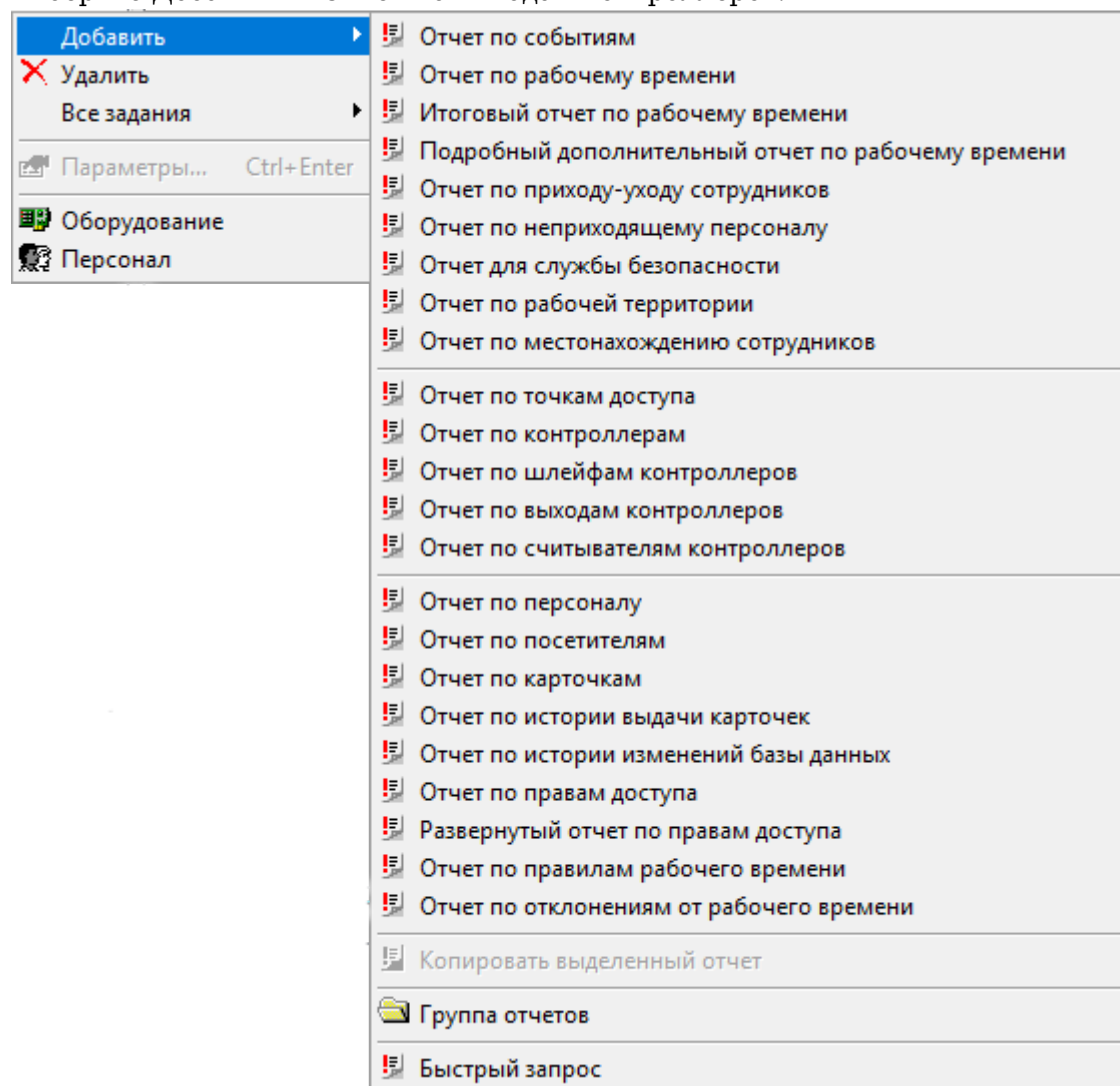 Добавить
Удалить
Все задания
Параметры... Ctrl+Enter
Оборудование
Персонал
Отчет по событиям
Отчет по рабочему времени
Итоговый отчет по рабочему времени
Подробный дополнительный отчет по рабочему времени
Отчет по приходу-уходу сотрудников
Отчет по неприходящему персоналу
Отчет для службы безопасности
Отчет по рабочей территории
Отчет по местонахождению сотрудников
Отчет по точкам доступа
Отчет по контроллерам
Отчет по шлейфам контроллеров
Отчет по выходам контроллеров
Отчет по считывателям контроллеров
Отчет по персоналу
Отчет по посетителям
Отчет по карточкам
Отчет по истории выдачи карточек
Отчет по истории изменений базы данных
Отчет по правам доступа
Развернутый отчет по правам доступа
Отчет по правилам рабочего времени
Отчет по отклонениям от рабочего времени
Копировать выделенный отчет
Группа отчетов
Быстрый запрос